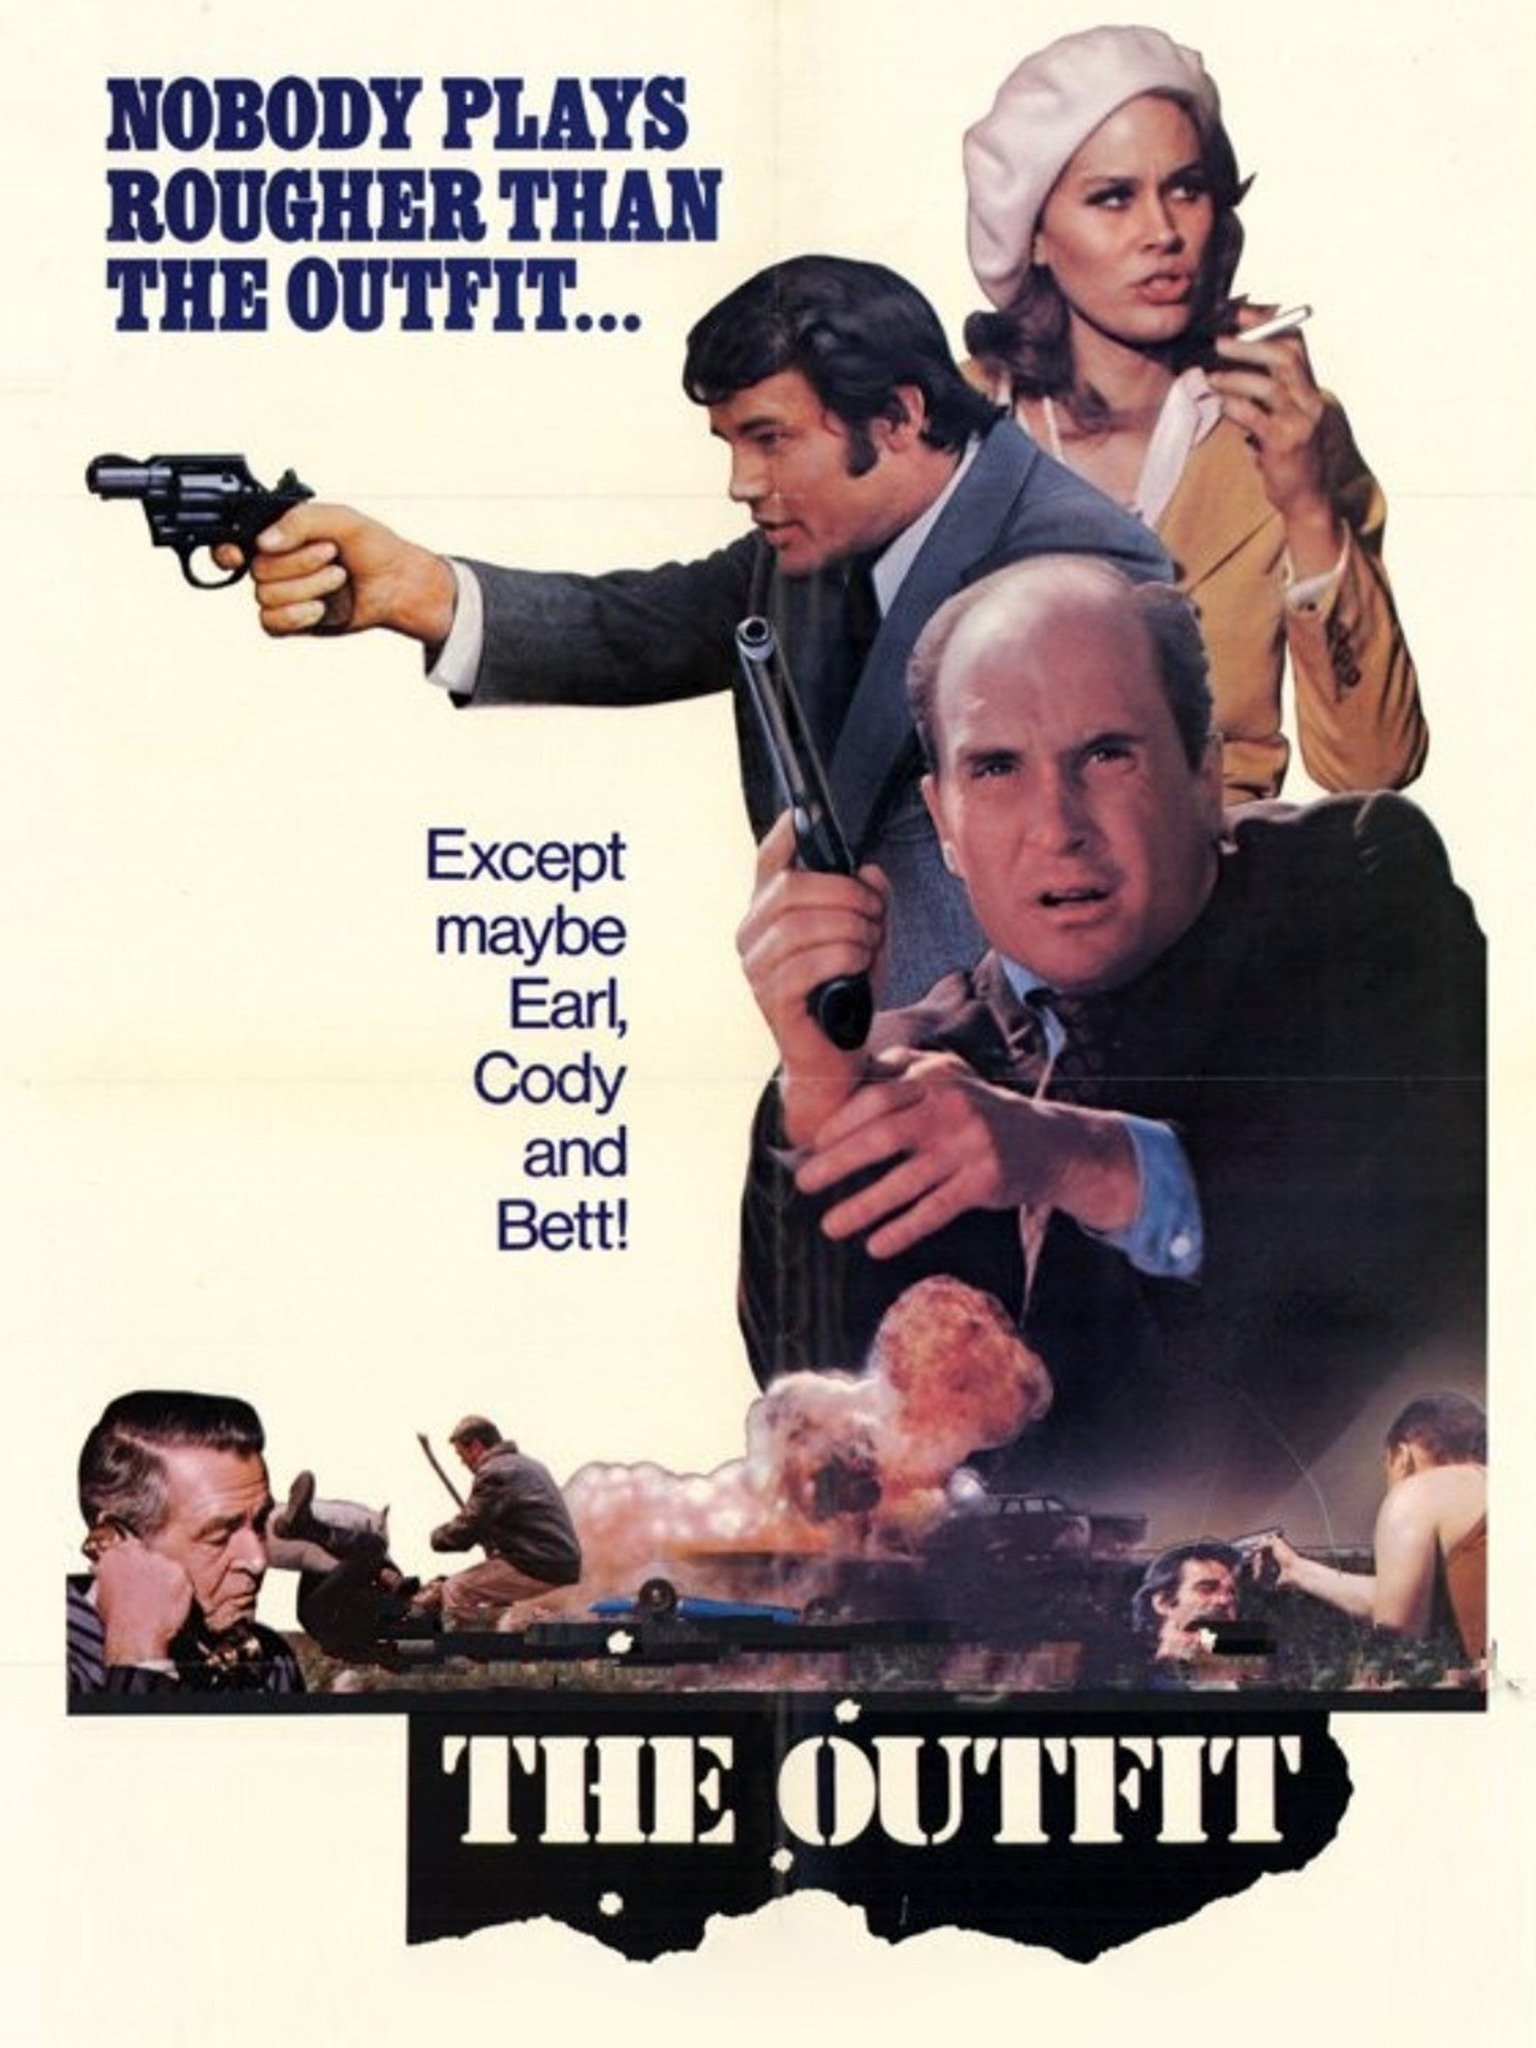 NOBODY PLAYS
ROUGHER THAN
THE OUTFIT...
Except
maybe
Earl,
Cody
and
Bett!
THE OUTFIT